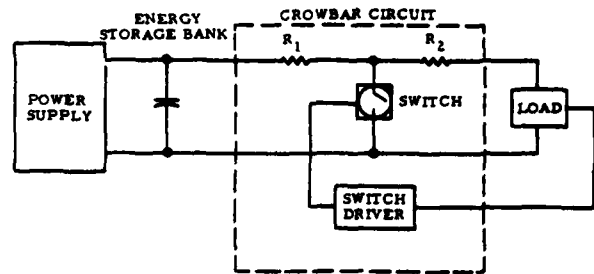 CROWBAR CIRCUIT
ENERGY
STORAGE BANK
R1
R2
POWER
SUPPLY
SWITCH
LOAD
SWITCH
DRIVER